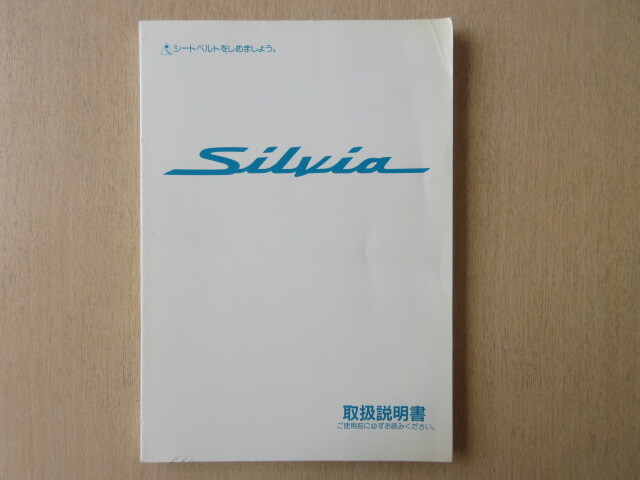 シートベルトをしめましょう。
Silvia
取扱説明書
ご使用前に必ずお読みください。